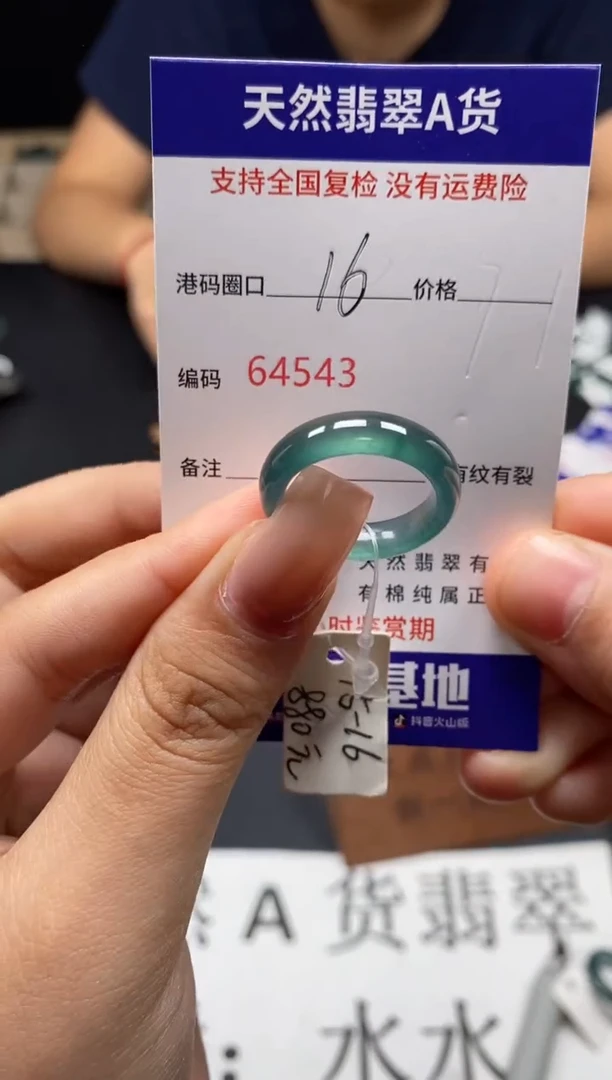 天然翡翠A货
支持全国复检 没有运费险
港码圈口 16 价格
编码 64543
备注 有纹有裂
天然翡翠有
有棉纯属正
时鉴赏期
基地
抖音火山版
15-16
880元
A货翡翠
：水水